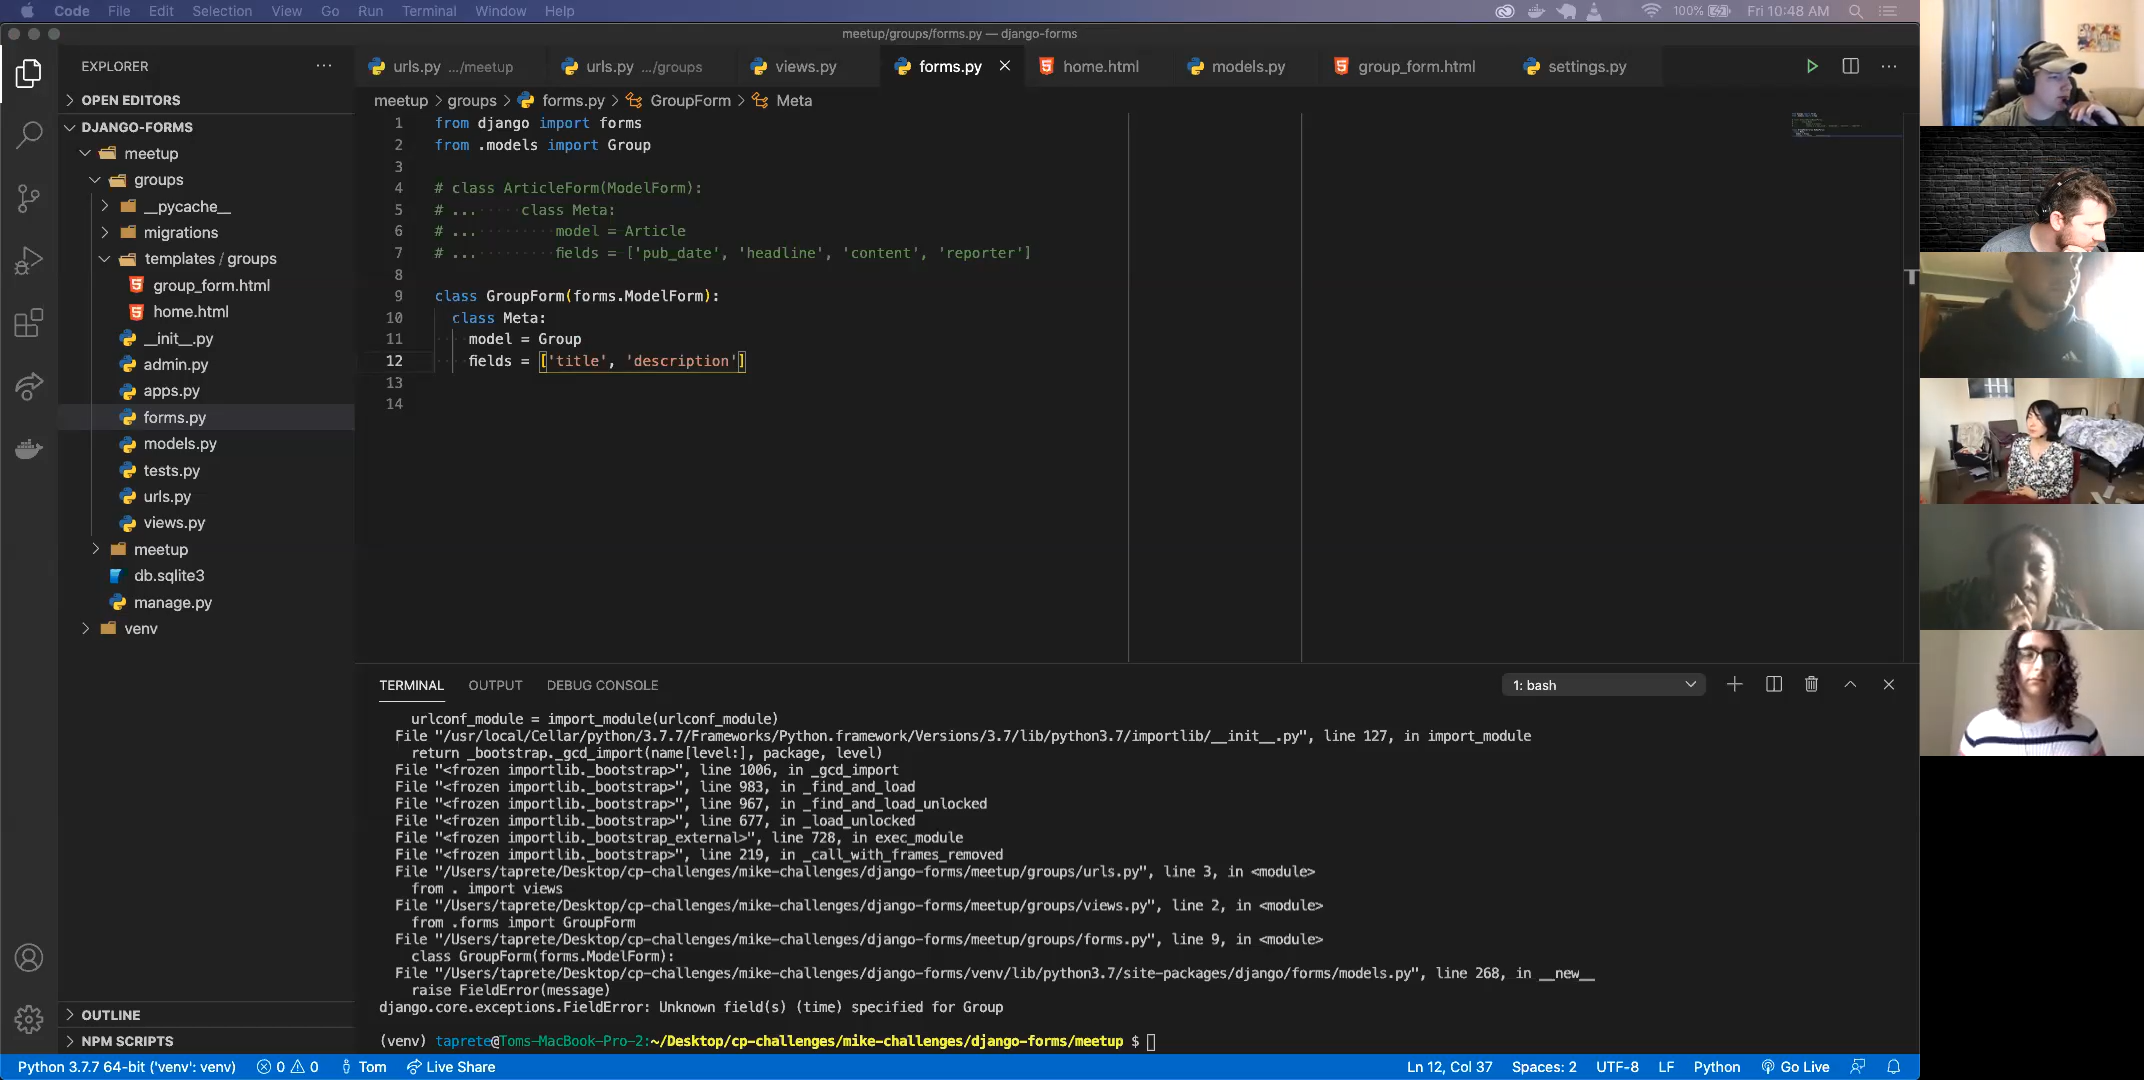 Code File Edit Selection View Go Run Terminal Window Help
100% Fri 10:48 AM
meetup/groups/forms.py — django-forms
EXPLORER
urls.py .../meetup
urls.py .../groups
views.py
forms.py
home.html
models.py
group_form.html
settings.py
OPEN EDITORS
DJANGO-FORMS
meetup
groups
__pycache__
migrations
templates / groups
group_form.html
home.html
__init__.py
admin.py
apps.py
forms.py
models.py
tests.py
urls.py
views.py
meetup
db.sqlite3
manage.py
venv
OUTLINE
NPM SCRIPTS
meetup > groups > forms.py > GroupForm > Meta
1 from django import forms
2 from .models import Group
3
4 # class ArticleForm(ModelForm):
5 # ... class Meta:
6 # ... model = Article
7 # ... fields = ['pub_date', 'headline', 'content', 'reporter']
8
9 class GroupForm(forms.ModelForm):
10 class Meta:
11 model = Group
12 fields = ['title', 'description']
13
14
TERMINAL OUTPUT DEBUG CONSOLE
1: bash
urlconf_module = import_module(urlconf_module)
File "/usr/local/Cellar/python/3.7.7/Frameworks/Python.framework/Versions/3.7/lib/python3.7/importlib/__init__.py", line 127, in import_module
return _bootstrap._gcd_import(name[level:], package, level)
File "<frozen importlib._bootstrap>", line 1006, in _gcd_import
File "<frozen importlib._bootstrap>", line 983, in _find_and_load
File "<frozen importlib._bootstrap>", line 967, in _find_and_load_unlocked
File "<frozen importlib._bootstrap>", line 677, in _load_unlocked
File "<frozen importlib._bootstrap_external>", line 728, in exec_module
File "<frozen importlib._bootstrap>", line 219, in _call_with_frames_removed
File "/Users/taprete/Desktop/cp-challenges/mike-challenges/django-forms/meetup/groups/urls.py", line 3, in <module>
from . import views
File "/Users/taprete/Desktop/cp-challenges/mike-challenges/django-forms/meetup/groups/views.py", line 2, in <module>
from .forms import GroupForm
File "/Users/taprete/Desktop/cp-challenges/mike-challenges/django-forms/meetup/groups/forms.py", line 9, in <module>
class GroupForm(forms.ModelForm):
File "/Users/taprete/Desktop/cp-challenges/mike-challenges/django-forms/venv/lib/python3.7/site-packages/django/forms/models.py", line 268, in __new__
raise FieldError(message)
django.core.exceptions.FieldError: Unknown field(s) (time) specified for Group
(venv) taprete@Toms-MacBook-Pro-2:~/Desktop/cp-challenges/mike-challenges/django-forms/meetup $
Python 3.7.7 64-bit ('venv': venv) 0 0 Tom Live Share
Ln 12, Col 37 Spaces: 2 UTF-8 LF Python Go Live